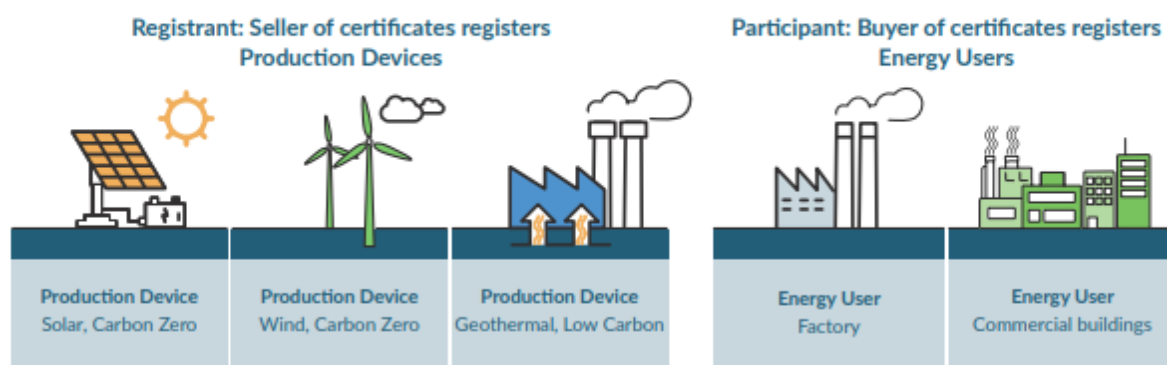 Registrant: Seller of certificates registers
Production Devices
Participant: Buyer of certificates registers
Energy Users
Production Device
Solar, Carbon Zero
Production Device
Wind, Carbon Zero
Production Device
Geothermal, Low Carbon
Energy User
Factory
Energy User
Commercial buildings